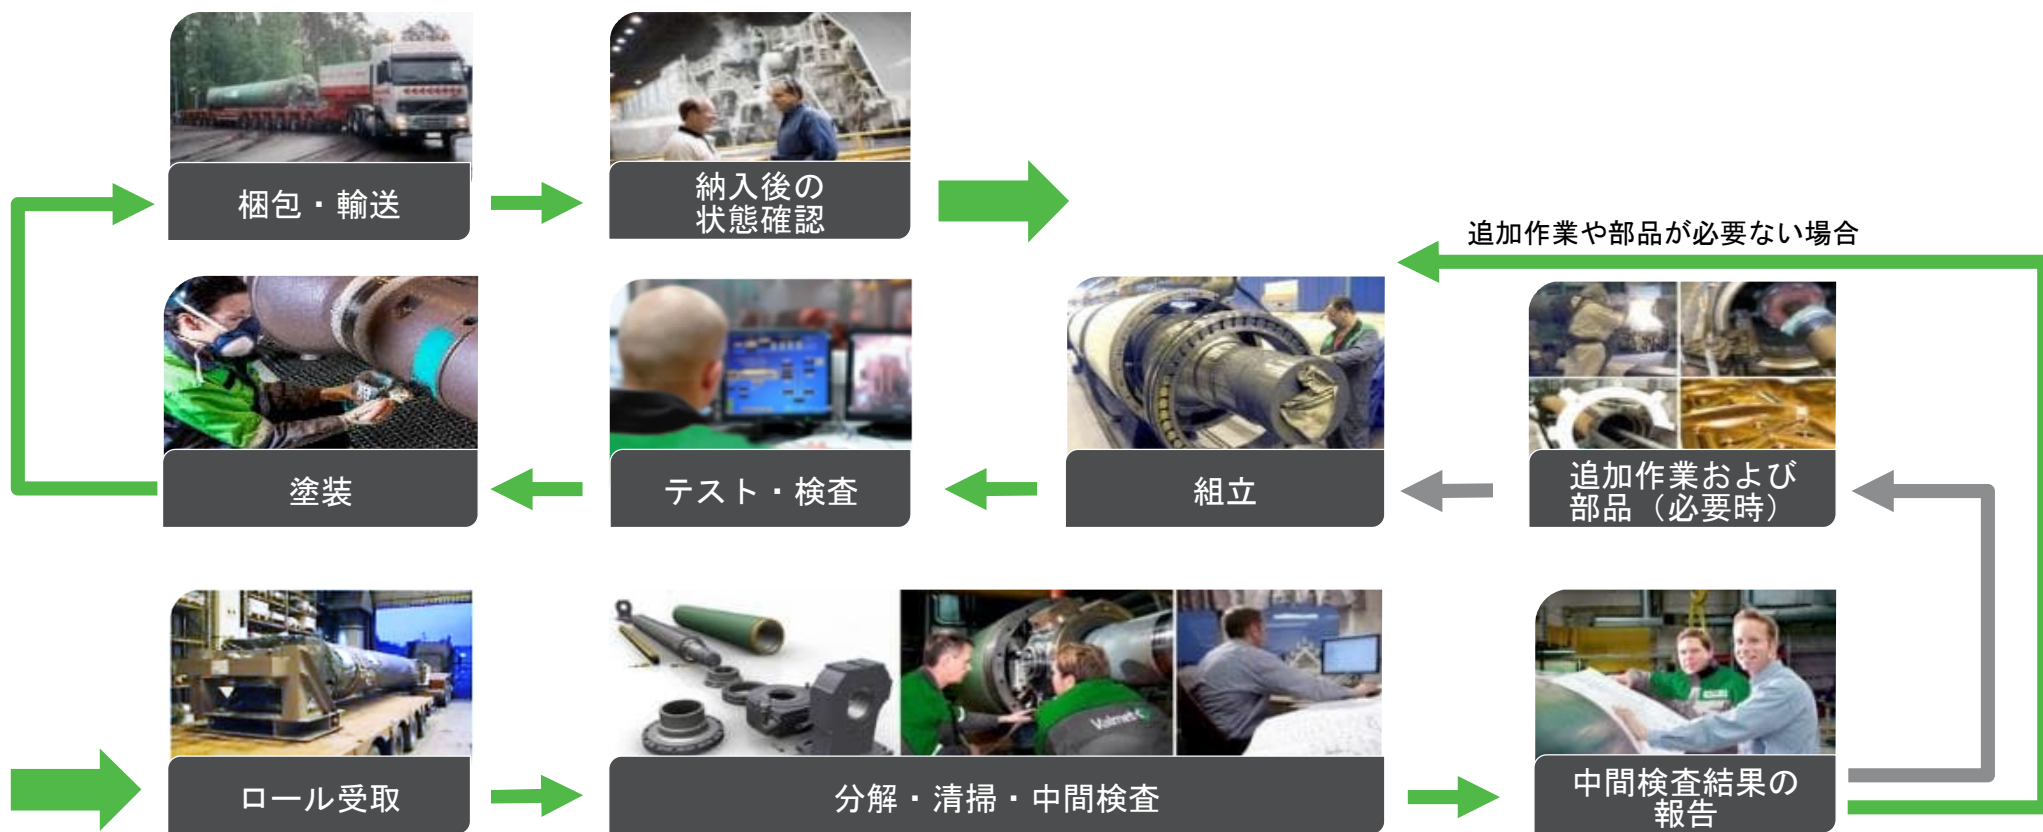 梱包・輸送
納入後の
状態確認
追加作業や部品が必要ない場合
塗装
テスト・検査
組立
追加作業および
部品（必要時）
Valmet
ロール受取
分解・清掃・中間検査
中間検査結果の
報告